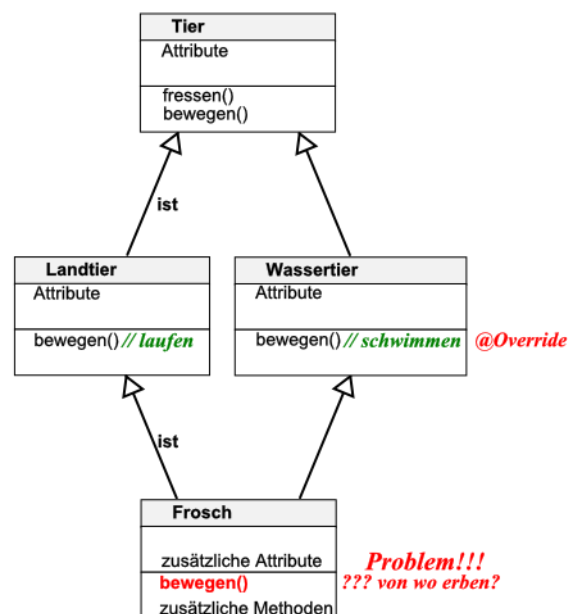 Tier
Attribute
fressen()
bewegen()
ist
Landtier
Attribute
bewegen() // laufen
Wassertier
Attribute
bewegen() // schwimmen @Override
ist
Frosch
zusätzliche Attribute
Problem!!!
bewegen()
??? von wo erben?
zusätzliche Methoden